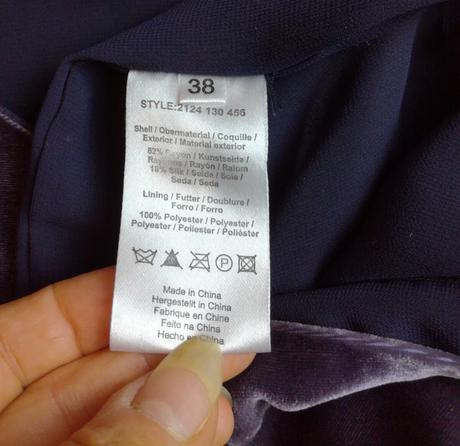 38
STYLE:2124 130 456
Shell / Obermaterial / Coquille /
Exterior / Material exterior
82% Rayon / Kunstseide /
Rayonne / Rayón / Raiom
18% Silk / Seide / Soie /
Seda / Seda
Lining / Futter / Doublure /
Forro / Forro
100% Polyester / Polyester /
Polyester / Poliester / Poliéster
P
Made in China
Hergestellt in China
Fabrique en Chine
Feito na China
Hecho en China